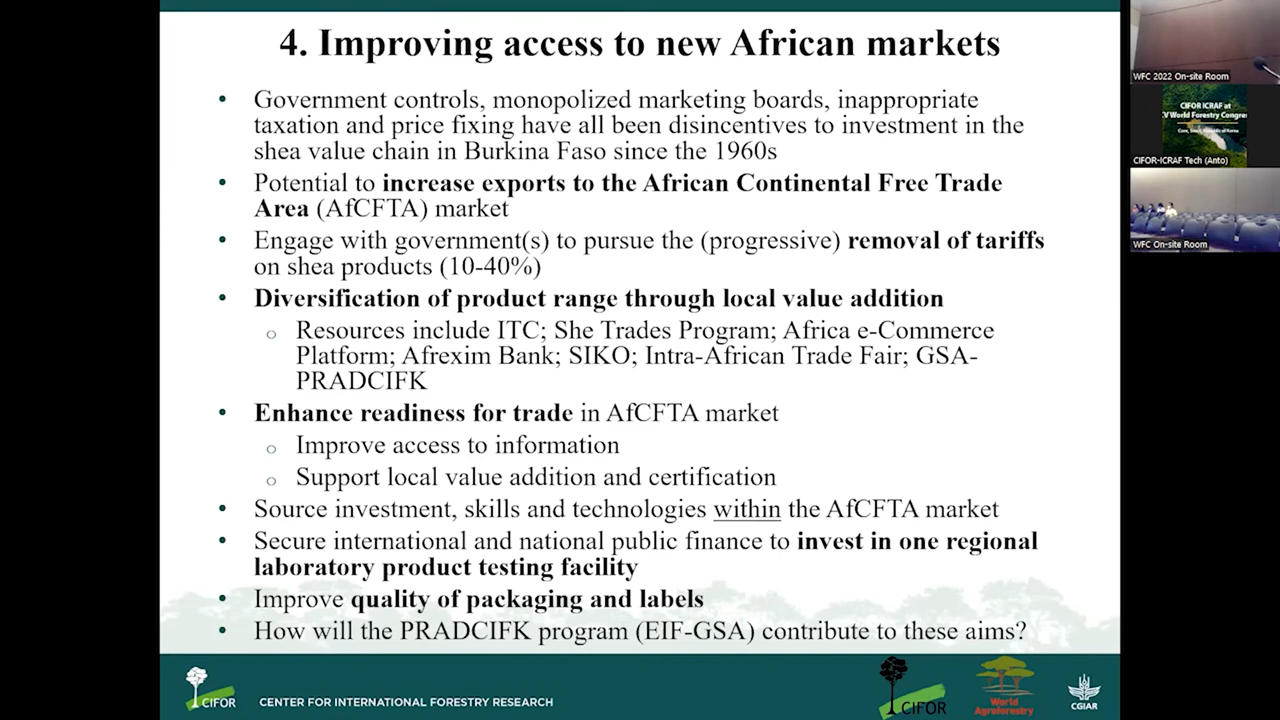 4. Improving access to new African markets
• Government controls, monopolized marketing boards, inappropriate
taxation and price fixing have all been disincentives to investment in the
shea value chain in Burkina Faso since the 1960s
• Potential to increase exports to the African Continental Free Trade
Area (AfCFTA) market
• Engage with government(s) to pursue the (progressive) removal of tariffs
on shea products (10-40%)
• Diversification of product range through local value addition
o Resources include ITC; She Trades Program; Africa e-Commerce
Platform; Afrexim Bank; SIKO; Intra-African Trade Fair; GSA-
PRADCIFK
• Enhance readiness for trade in AfCFTA market
o Improve access to information
o Support local value addition and certification
• Source investment, skills and technologies within the AfCFTA market
• Secure international and national public finance to invest in one regional
laboratory product testing facility
• Improve quality of packaging and labels
• How will the PRADCIFK program (EIF-GSA) contribute to these aims?
CIFOR
CENTER FOR INTERNATIONAL FORESTRY RESEARCH
CIFOR
World
Agroforestry
CGIAR
WFC 2022 On-site Room
CIFOR ICRAF at
V World Forestry Congres
CIFOR-ICRAF Tech (Anto)
WFC On-site Room